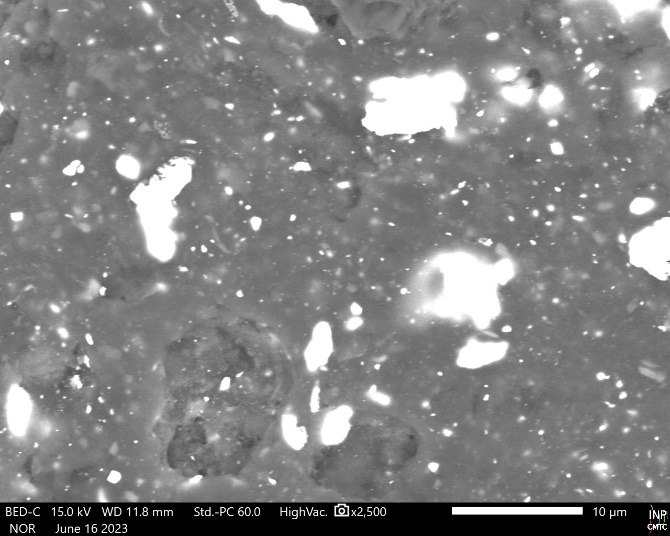 BED-C 15.0 kV WD 11.8 mm Std.-PC 60.0 HighVac. x2,500 10 µm INP
NOR June 16 2023 CMTC